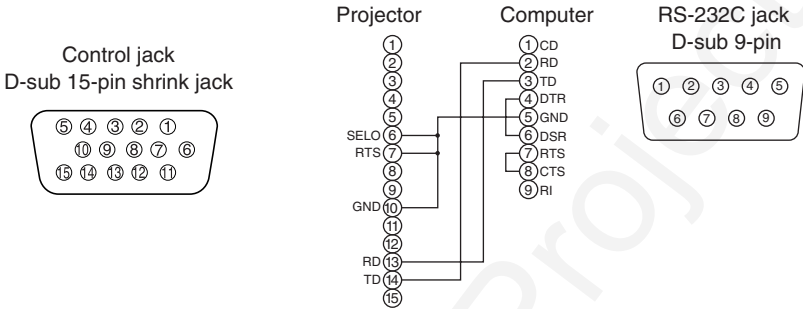 Control jack
D-sub 15-pin shrink jack
⑤ ④ ③ ② ①
⑩ ⑨ ⑧ ⑦ ⑥
⑮ ⑭ ⑬ ⑫ ⑪
Projector
①
②
③
④
⑤
SELO ⑥
RTS ⑦
⑧
⑨
GND ⑩
⑪
⑫
RD ⑬
TD ⑭
⑮
Computer
① CD
② RD
③ TD
④ DTR
⑤ GND
⑥ DSR
⑦ RTS
⑧ CTS
⑨ RI
RS-232C jack
D-sub 9-pin
① ② ③ ④ ⑤
⑥ ⑦ ⑧ ⑨
Projec